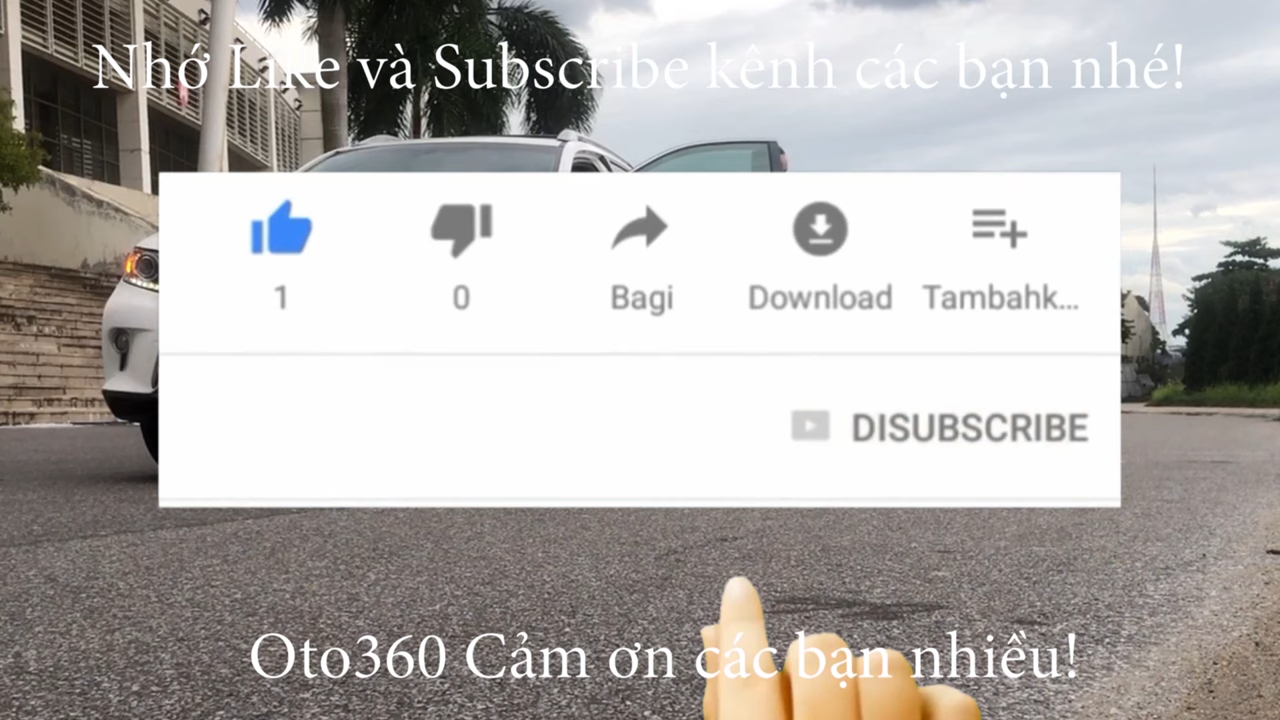 Nhớ Like và Subscribe kênh các bạn nhé!
1 0 Bagi Download Tambahk...
DISUBSCRIBE
Oto360 Cảm ơn các bạn nhiều!